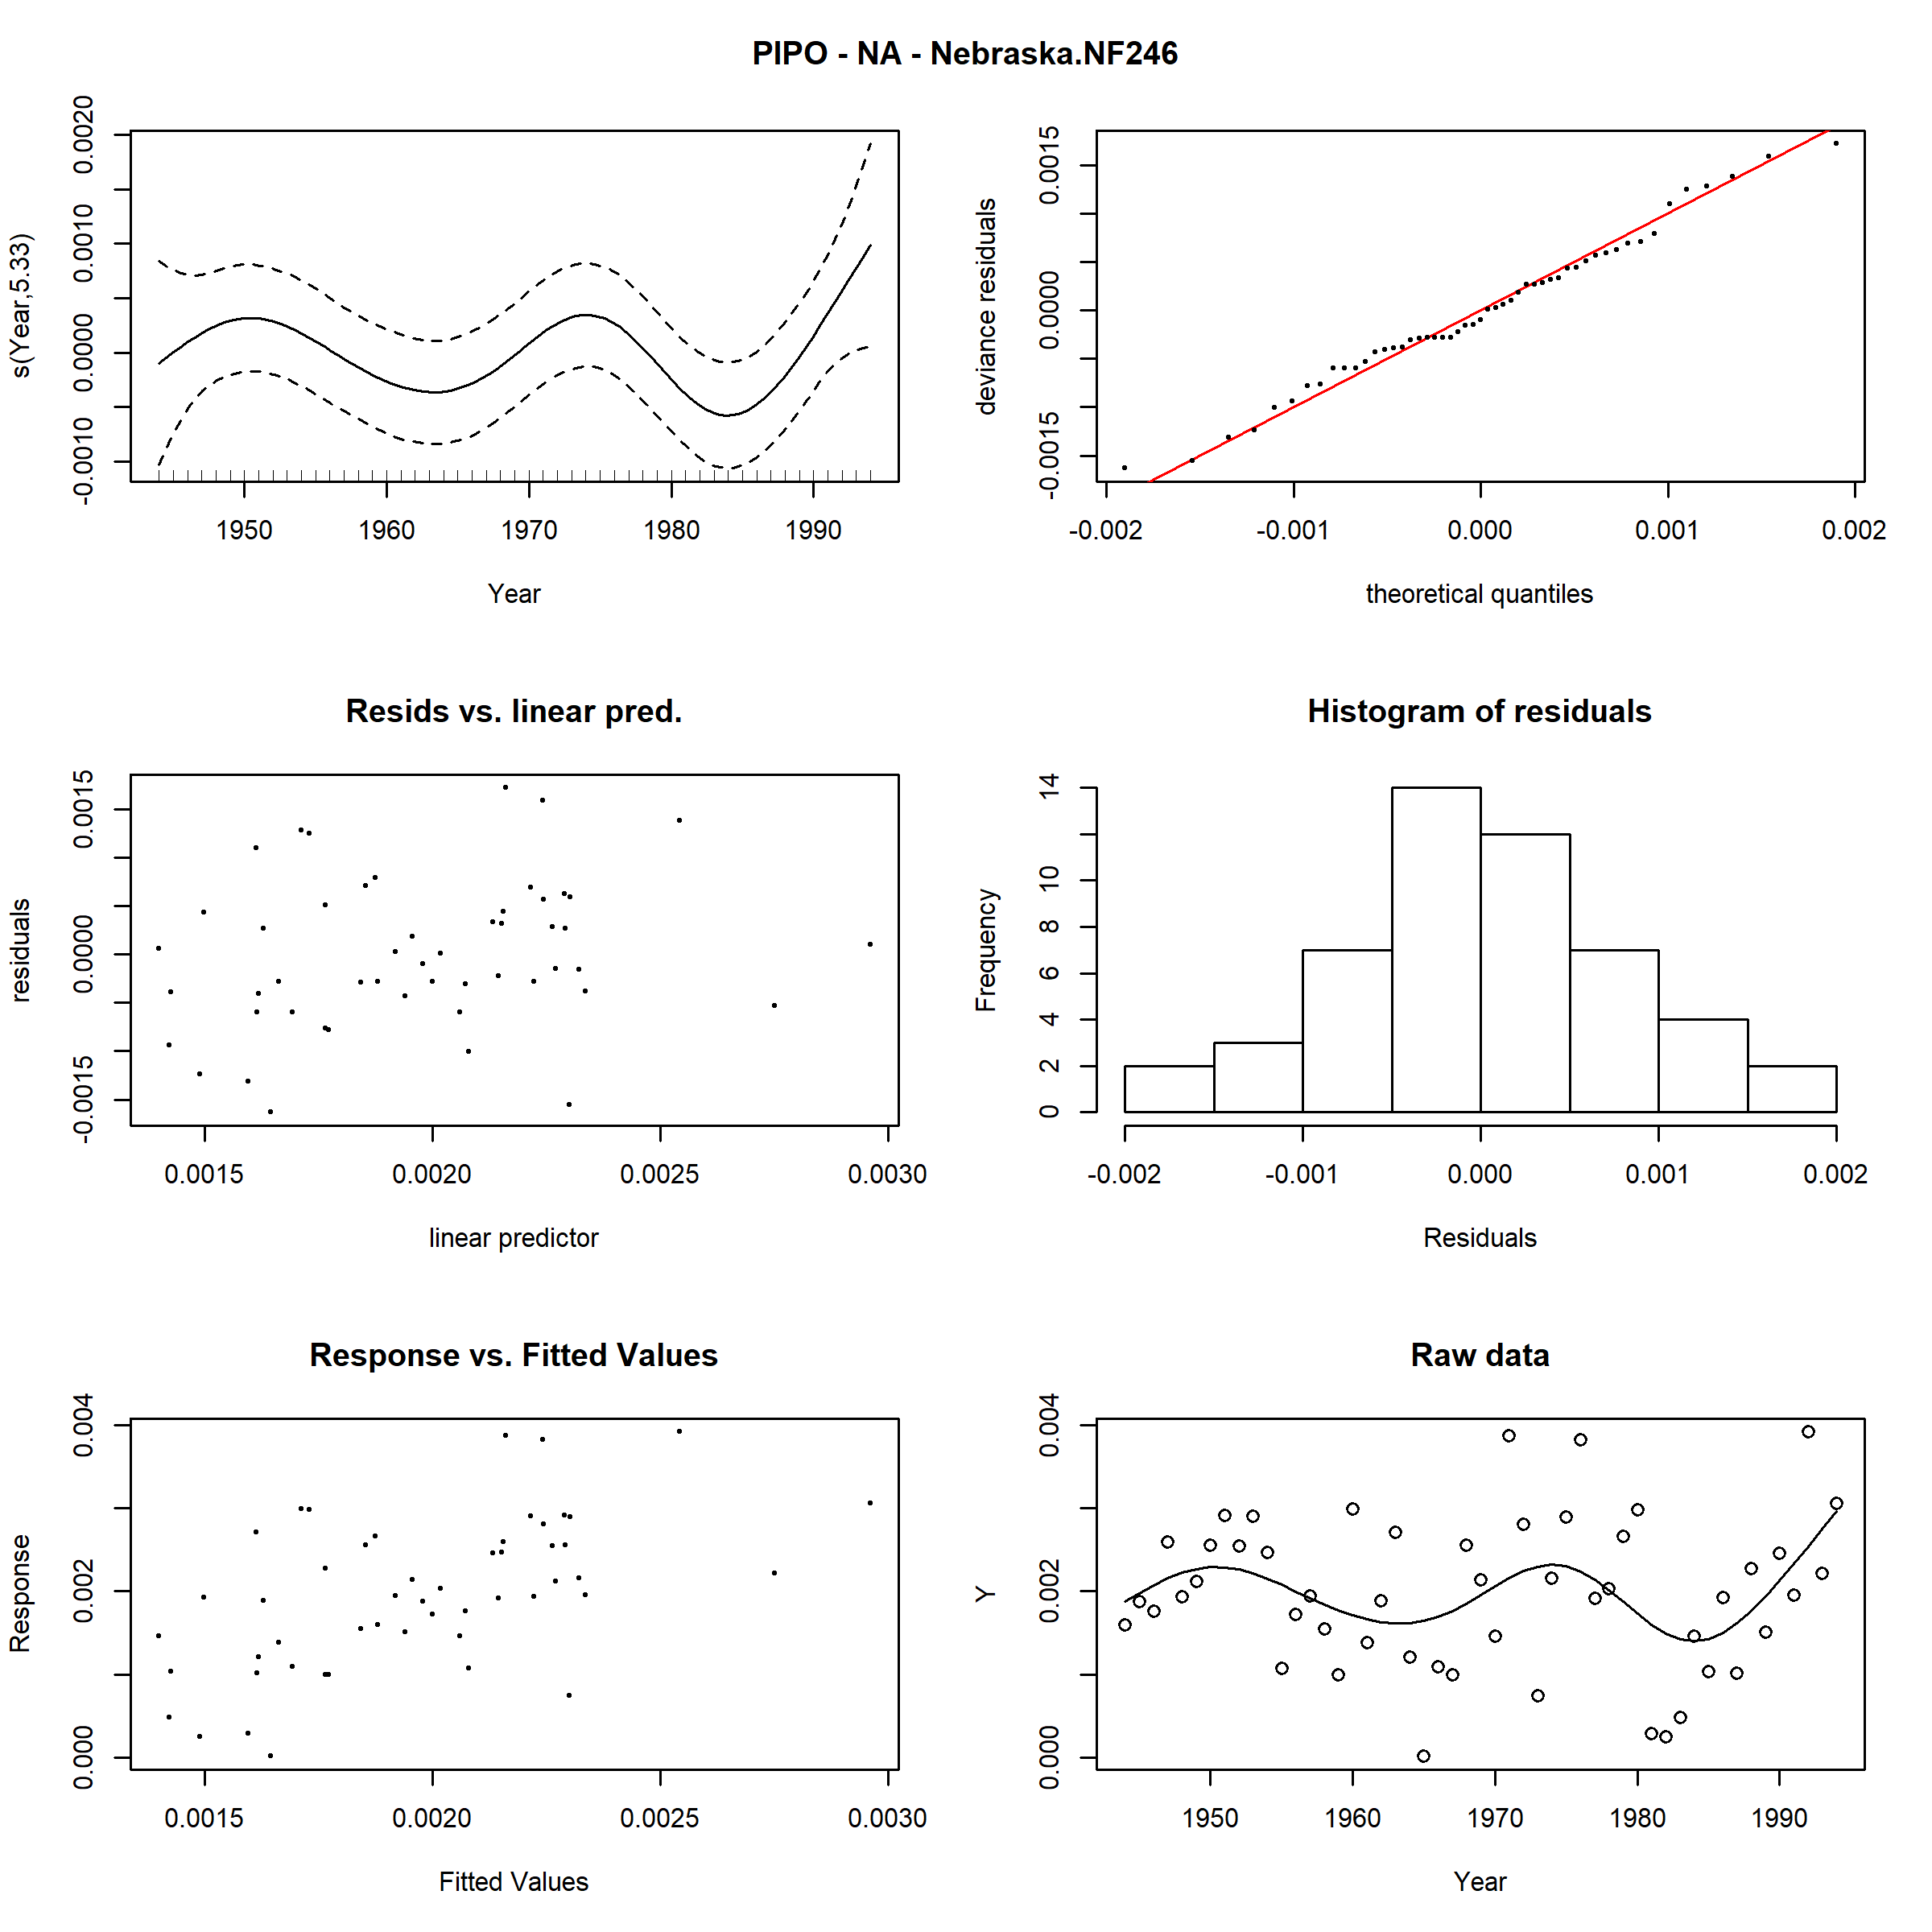 PIPO - NA - Nebraska.NF246
s(Year,5.33)
-0.0010 0.0000 0.0010 0.0020
1950 1960 1970 1980 1990
Year
deviance residuals
-0.0015 0.0000 0.0015
-0.002 -0.001 0.000 0.001 0.002
theoretical quantiles
Resids vs. linear pred.
residuals
-0.0015 0.0000 0.0015
0.0015 0.0020 0.0025 0.0030
linear predictor
Histogram of residuals
Frequency
0 2 4 6 8 10 14
-0.002 -0.001 0.000 0.001 0.002
Residuals
Response vs. Fitted Values
Response
0.000 0.002 0.004
0.0015 0.0020 0.0025 0.0030
Fitted Values
Raw data
Y
0.000 0.002 0.004
1950 1960 1970 1980 1990
Year